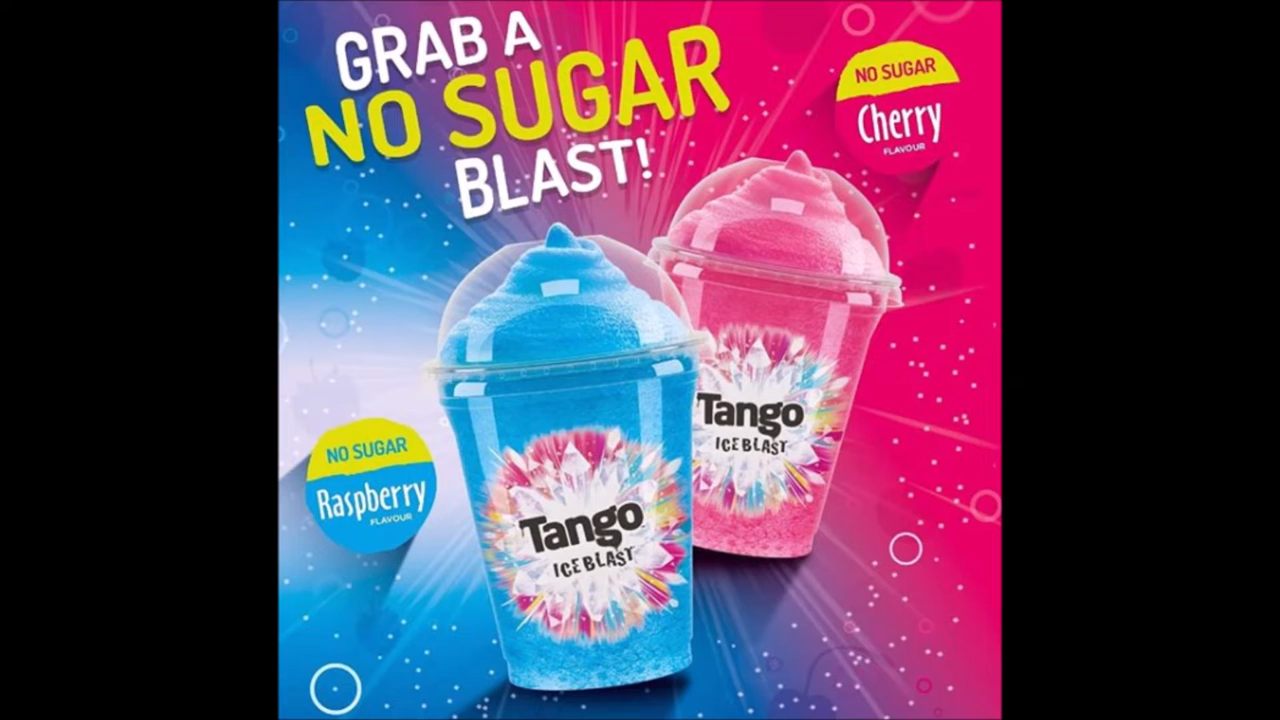 GRAB A
NO SUGAR
BLAST!
NO SUGAR
Cherry
FLAVOUR
Tango
ICE BLAST
NO SUGAR
Raspberry
FLAVOUR
Tango
ICE BLAST